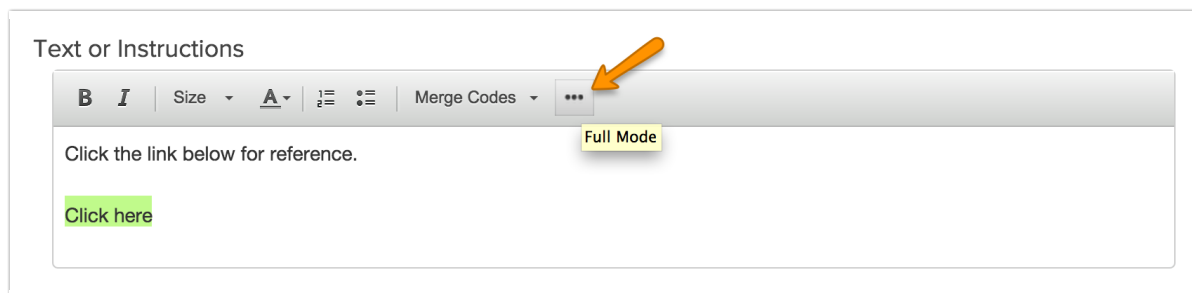 Text or Instructions
B I Size A Merge Codes •••
Full Mode
Click the link below for reference.
Click here